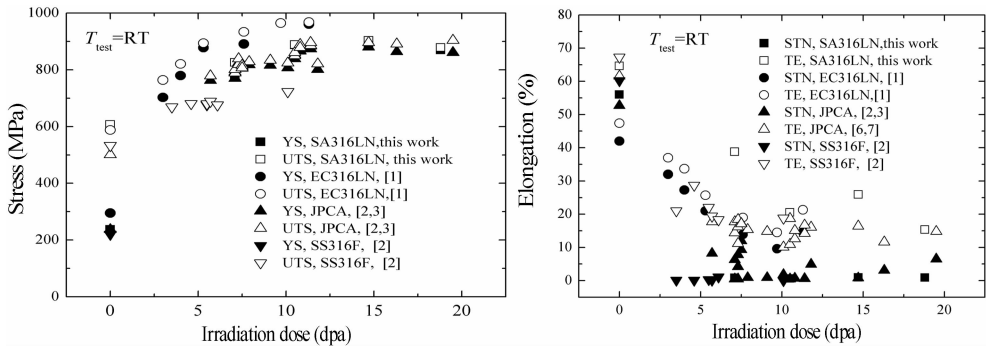 T test=RT
Stress (MPa)
1000
800
600
400
200
0
YS, SA316LN,this work
UTS, SA316LN, this work
YS, EC316LN, [1]
UTS, EC316LN,[1]
YS, JPCA, [2,3]
UTS, JPCA, [2,3]
YS, SS316F, [2]
UTS, SS316F, [2]
0 5 10 15 20
Irradiation dose (dpa)
T test=RT
Elongation (%)
80
70
60
50
40
30
20
10
0
STN, SA316LN,this work
TE, SA316LN, this work
STN, EC316LN, [1]
TE, EC316LN,[1]
STN, JPCA, [2,3]
TE, JPCA, [6,7]
STN, SS316F, [2]
TE, SS316F, [2]
0 5 10 15 20
Irradiation dose (dpa)